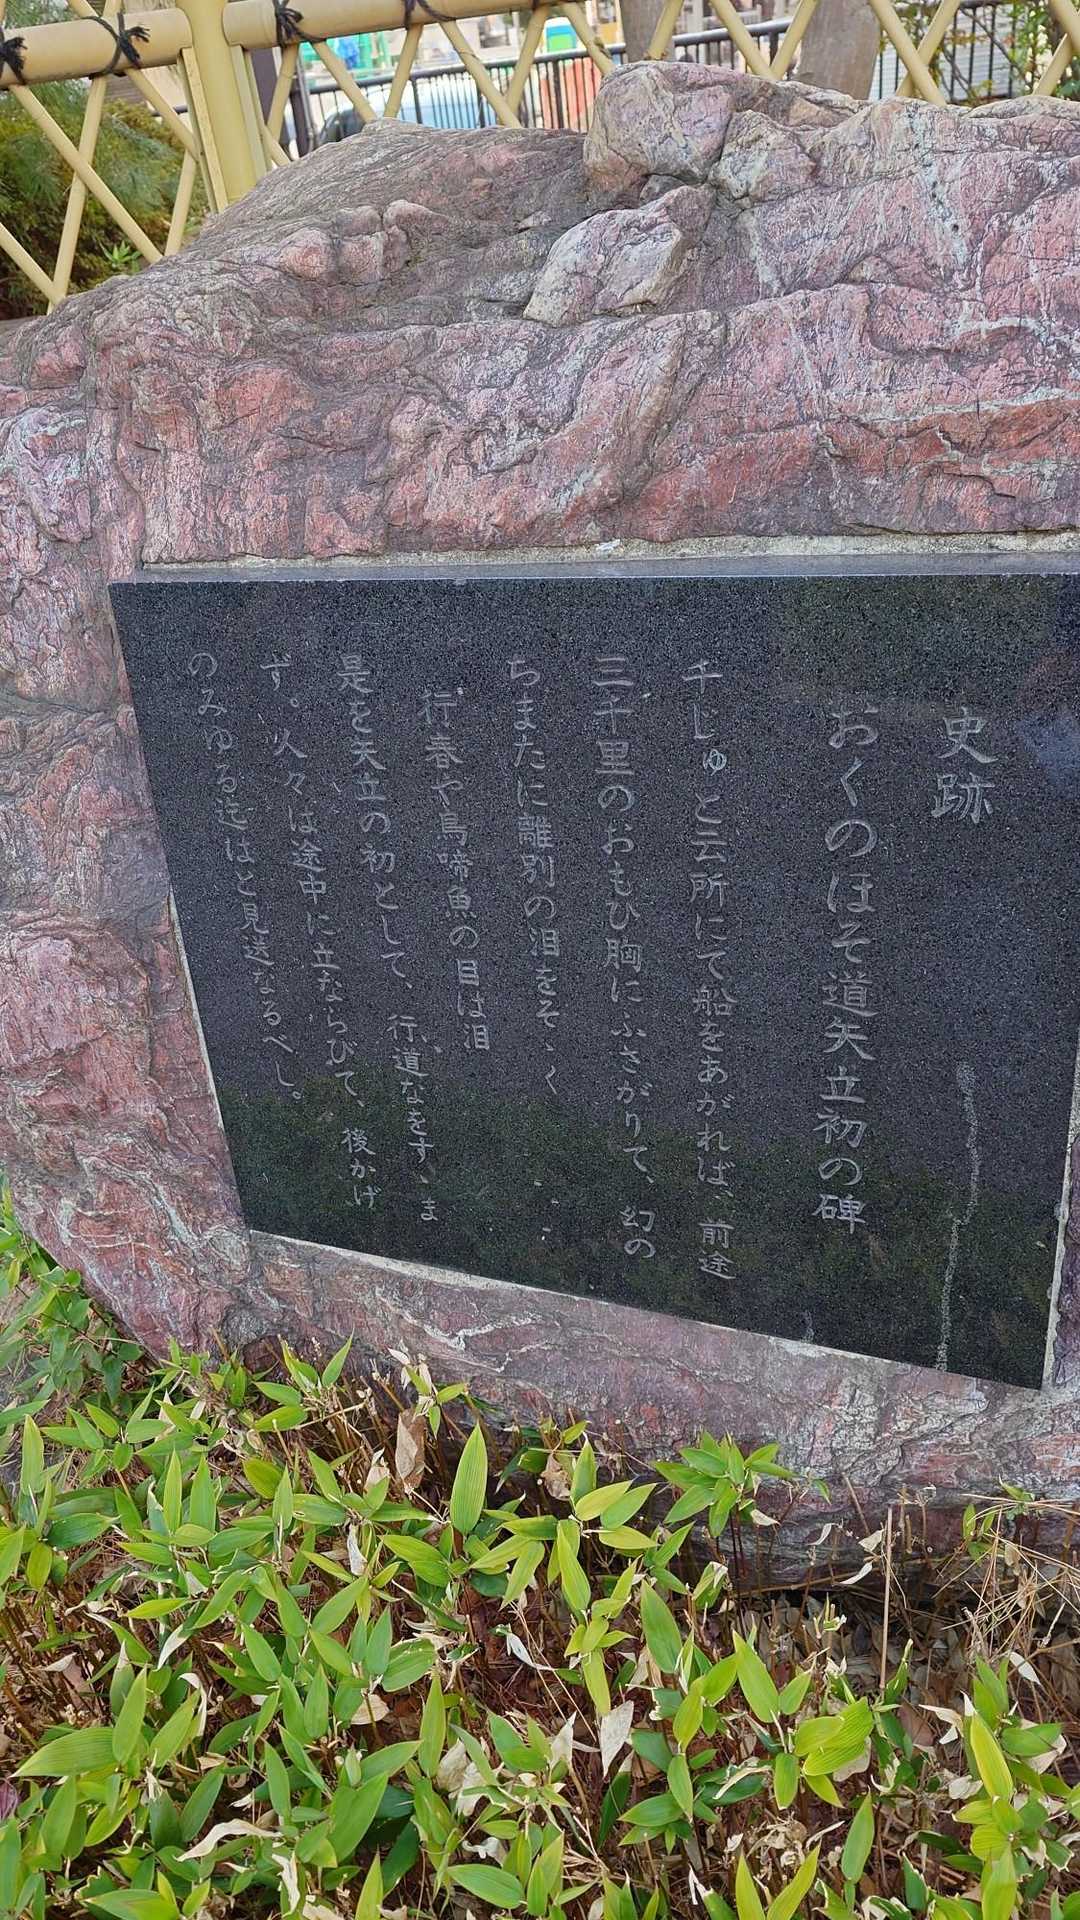 史跡
おくのほそ道矢立初の碑
千じゅと云所にて船をあがれば、前途
三千里のおもひ胸にふさがりて、幻の
ちまたに離別の泪をそゝく
行春や鳥啼魚の目は泪
是を矢立の初として、行道なをすゝま
ず。人々は途中に立ならびて、後かげ
のみゆる迄はと見送なるべし。